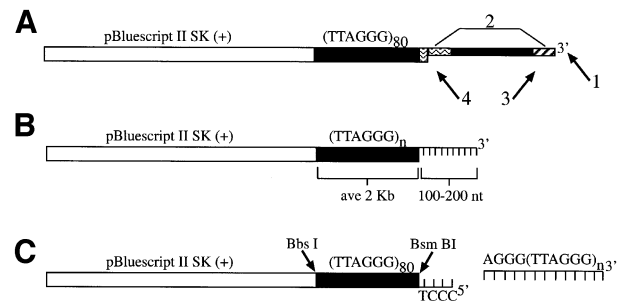 A
pBluescript II SK (+)
(TTAGGG)80
2
3'
1
3
4
B
pBluescript II SK (+)
(TTAGGG)n
3'
ave 2 Kb
100-200 nt
C
Bbs I
Bsm BI
pBluescript II SK (+)
(TTAGGG)80
AGGG(TTAGGG)n3'
TCCC5'